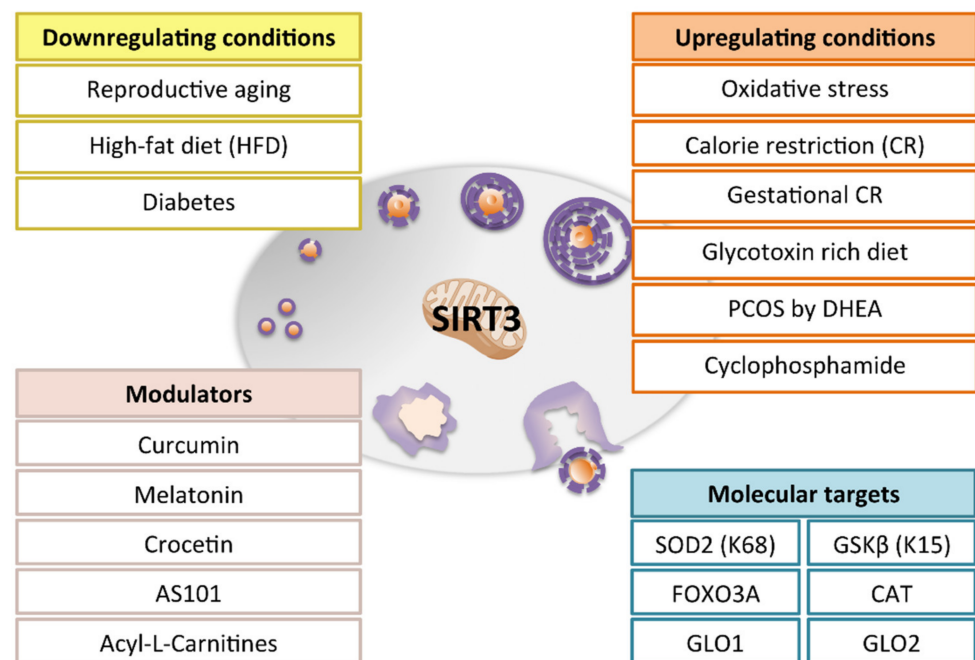 Downregulating conditions
Reproductive aging
High-fat diet (HFD)
Diabetes
Upregulating conditions
Oxidative stress
Calorie restriction (CR)
Gestational CR
Glycotoxin rich diet
PCOS by DHEA
Cyclophosphamide
SIRT3
Modulators
Curcumin
Melatonin
Crocetin
AS101
Acyl-L-Carnitines
Molecular targets
SOD2 (K68)
GSKβ (K15)
FOXO3A
CAT
GLO1
GLO2